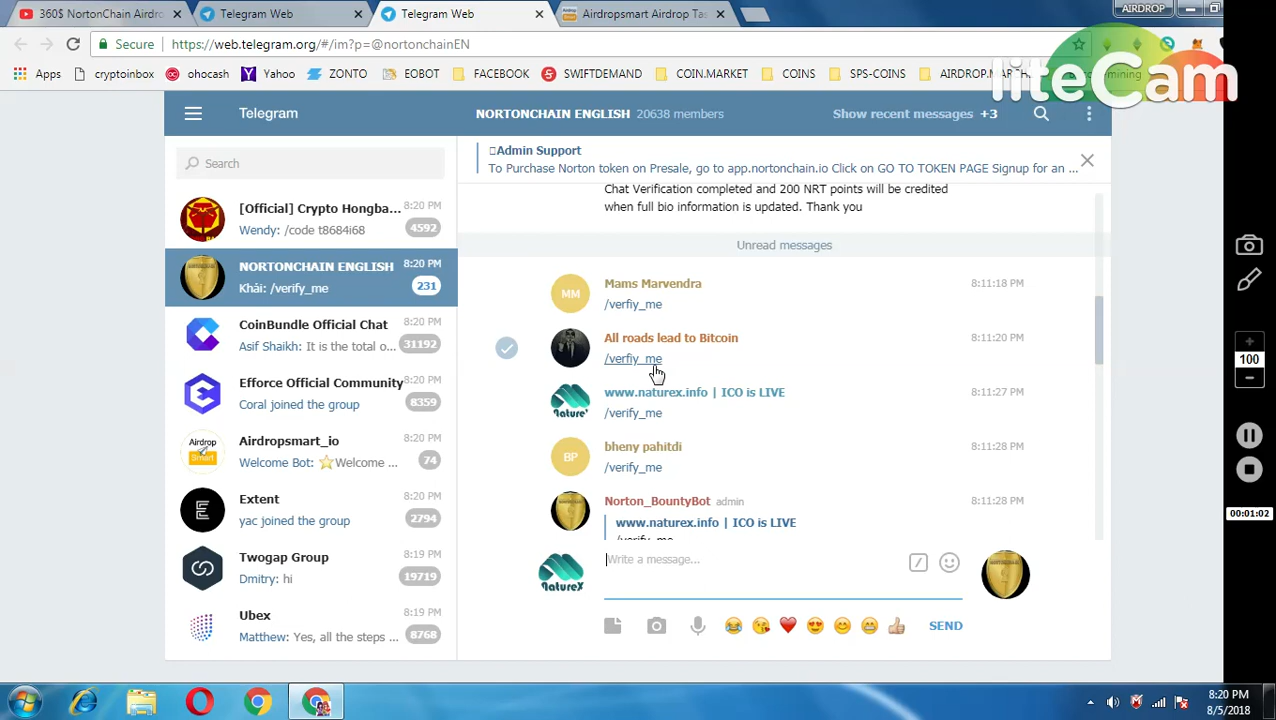 360$ NortonChain Airdro
Telegram Web
Telegram Web
Airdropsmart Airdrop Tas
AIRDROP
Secure
https://web.telegram.org/#/im?p=@nortonchainEN
Apps
cryptoinbox
ohocash
Yahoo
ZONTO
EOBOT
FACEBOOK
SWIFTDEMAND
COIN.MARKET
COINS
SPS-COINS
mining
liteCam
Telegram
NORTONCHAIN ENGLISH 20638 members
Show recent messages +3
Search
Admin Support
To Purchase Norton token on Presale, go to app.nortonchain.io Click on GO TO TOKEN PAGE Signup for an ...
[Official] Crypto Hongba... 8:20 PM
Wendy: /code t8684i68 4592
NORTONCHAIN ENGLISH 8:20 PM
Khải: /verify_me 231
CoinBundle Official Chat 8:20 PM
Asif Shaikh: It is the total o... 31192
Efforce Official Community 8:20 PM
Coral joined the group 8359
Airdrop
Smart
Airdropsmart_io 8:20 PM
Welcome Bot: ⭐Welcome ... 74
Extent 8:20 PM
yac joined the group 2794
Twogap Group 8:19 PM
Dmitry: hi 19719
Ubex 8:19 PM
Matthew: Yes, all the steps ... 8768
Chat Verification completed and 200 NRT points will be credited
when full bio information is updated. Thank you
Unread messages
MM
Mams Marvendra 8:11:18 PM
/verfiy_me
All roads lead to Bitcoin 8:11:20 PM
/verfiy_me
Nature
www.naturex.info | ICO is LIVE 8:11:27 PM
/verify_me
BP
bheny pahitdi 8:11:28 PM
/verify_me
Norton_BountyBot admin 8:11:28 PM
www.naturex.info | ICO is LIVE
/verify_me
NatureX
Write a message...
SEND
100
00:01:02
8:20 PM
8/5/2018